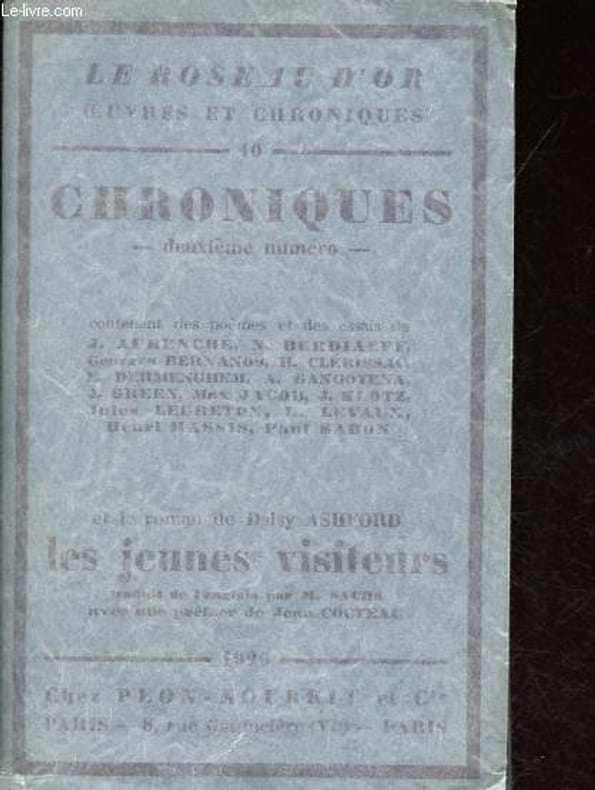 Le-livre.com
LE ROSEAU D'OR
ŒUVRES ET CHRONIQUES
10
CHRONIQUES
— deuxième numéro —
contenant des poèmes et des essais de
J. AURENCHE, N. BERDIAEFF,
Georges BERNANOS, H. CLÉRISSAC,
E. DERMENGHEM, A. GANGOTENA,
J. GREEN, Max JACOB, J. KLOTZ,
Jules LEBRETON, L. LEVAUX,
Henri MASSIS, Paul SABON
et le roman de Daisy ASHFORD
les jeunes visiteurs
traduit de l'anglais par M. SACHS
avec une préface de Jean COCTEAU
1926
Chez PLON-NOURRIT et Cie
PARIS — 8, rue Garancière (VIe) — PARIS